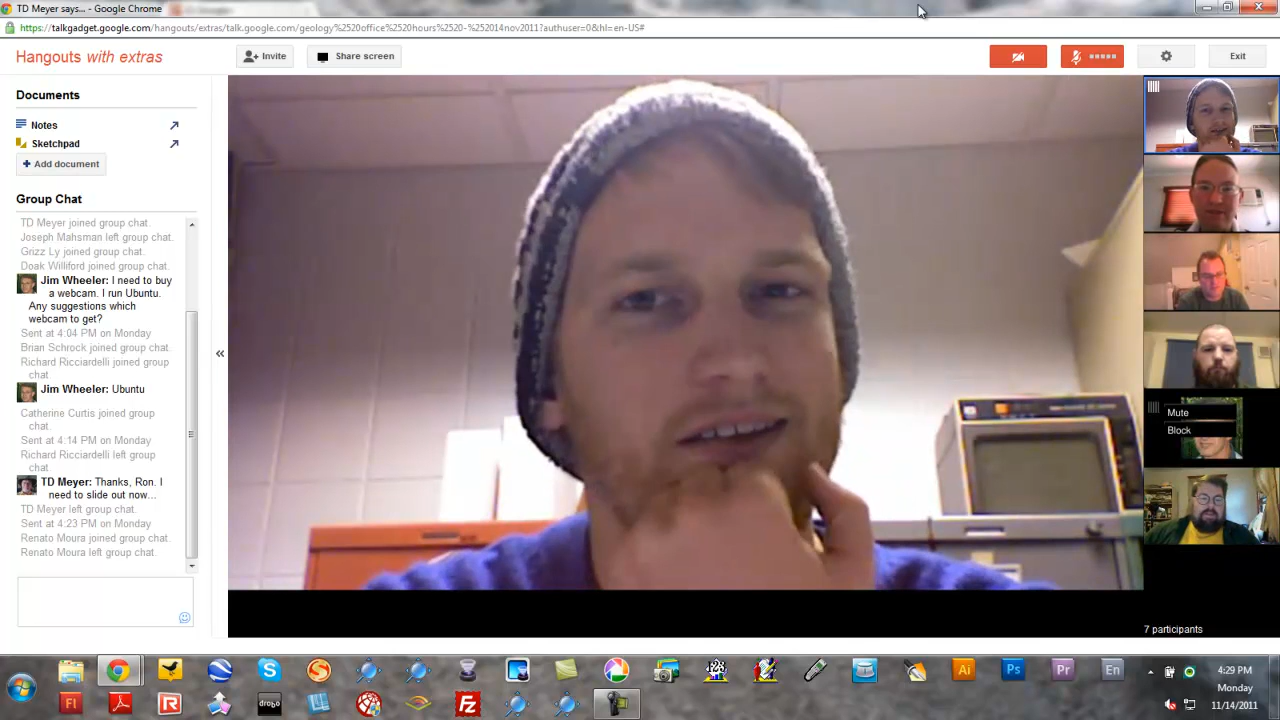 TD Meyer says... - Google Chrome
https://talkgadget.google.com/hangouts/extras/talk.google.com/geology%2520office%2520hours%2520-%252014nov2011?authuser=0&hl=en-US#
Hangouts with extras
Invite
Share screen
Exit
Documents
Notes
Sketchpad
Add document
Group Chat
TD Meyer joined group chat.
Joseph Mahsman left group chat.
Grizz Ly joined group chat.
Doak Williford joined group chat.
Jim Wheeler: I need to buy
a webcam. I run Ubuntu.
Any suggestions which
webcam to get?
Sent at 4:04 PM on Monday
Brian Schrock joined group chat.
Richard Ricciardelli joined group
chat.
Jim Wheeler: Ubuntu
Catherine Curtis joined group
chat.
Sent at 4:14 PM on Monday
Richard Ricciardelli left group
chat.
TD Meyer: Thanks, Ron. I
need to slide out now...
TD Meyer left group chat.
Sent at 4:23 PM on Monday
Renato Moura joined group chat.
Renato Moura left group chat.
Mute
Block
7 participants
Ai
Ps
Pr
En
Fl
R
drobo
Fz
4:29 PM
Monday
11/14/2011